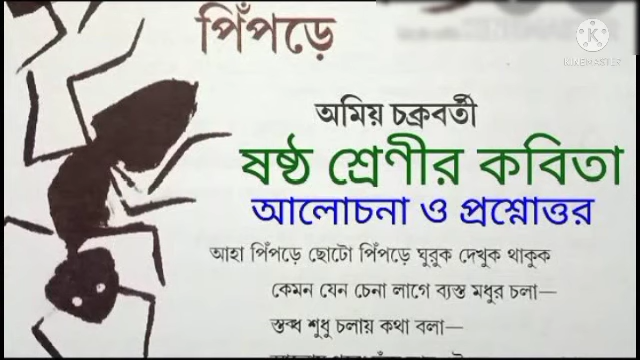 পিঁপড়ে
KINEMASTER
অমিয় চক্রবর্তী
ষষ্ঠ শ্রেণীর কবিতা
আলোচনা ও প্রশ্নোত্তর
আহা পিঁপড়ে ছোটো পিঁপড়ে ঘুরুক দেখুক থাকুক
কেমন যেন চেনা লাগে ব্যস্ত মধুর চলা—
স্তব্ধ শুধু চলায় কথা বলা—